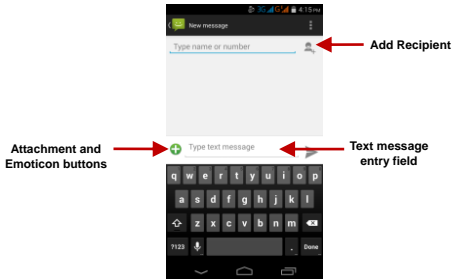 3G G 4:15 PM
New message
Type name or number
Add Recipient
Attachment and
Emoticon buttons
Type text message
Text message
entry field
q w e r t y u i o p
a s d f g h j k l
z x c v b n m
?123 . Done